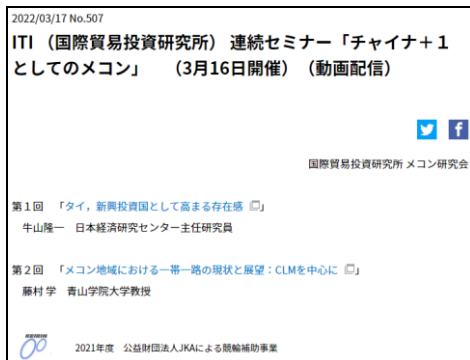 2022/03/17 No.507
ITI （国際貿易投資研究所） 連続セミナー「チャイナ＋１
としてのメコン」　（3月16日開催）（動画配信）
国際貿易投資研究所 メコン研究会
第１回　「タイ，新興投資国として高まる存在感」
牛山隆一　日本経済研究センター主任研究員
第２回　「メコン地域における一帯一路の現状と展望：CLMを中心に」
藤村 学　青山学院大学教授
KEIRIN
2021年度　公益財団法人JKAによる競輪補助事業